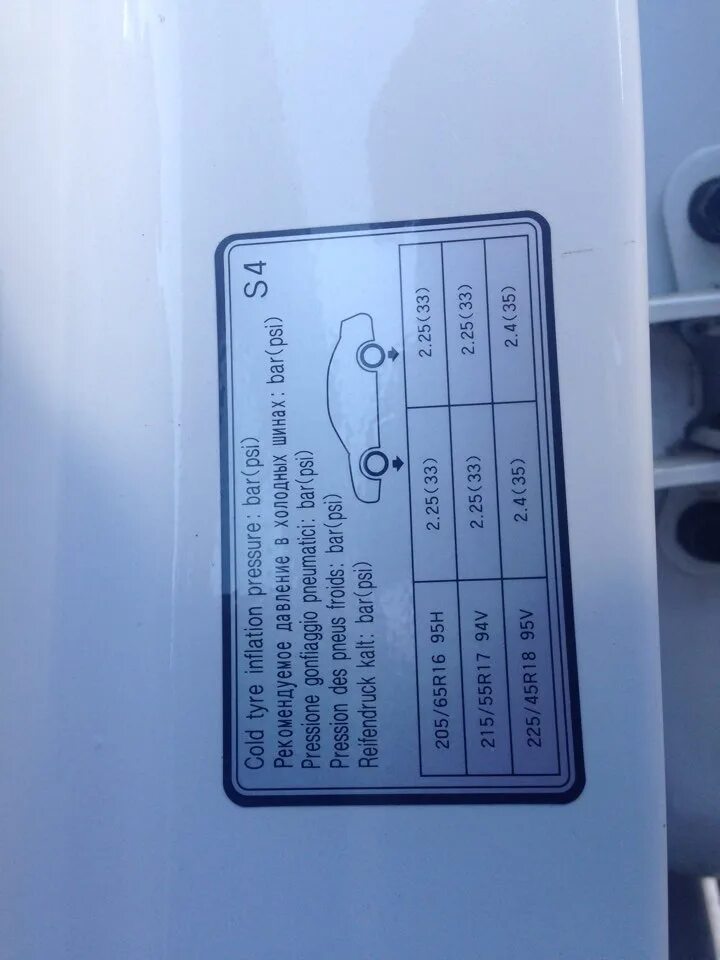 Cold tyre inflation pressure: bar(psi) S4
Рекомендуемое давление в холодных шинах: bar(psi)
Pressione gonfiaggio pneumatici: bar(psi)
Pression des pneus froids: bar(psi)
Reifendruck kalt: bar(psi)
205/65R16 95H 2.25(33) 2.25(33)
215/55R17 94V 2.25(33) 2.25(33)
225/45R18 95V 2.4(35) 2.4(35)